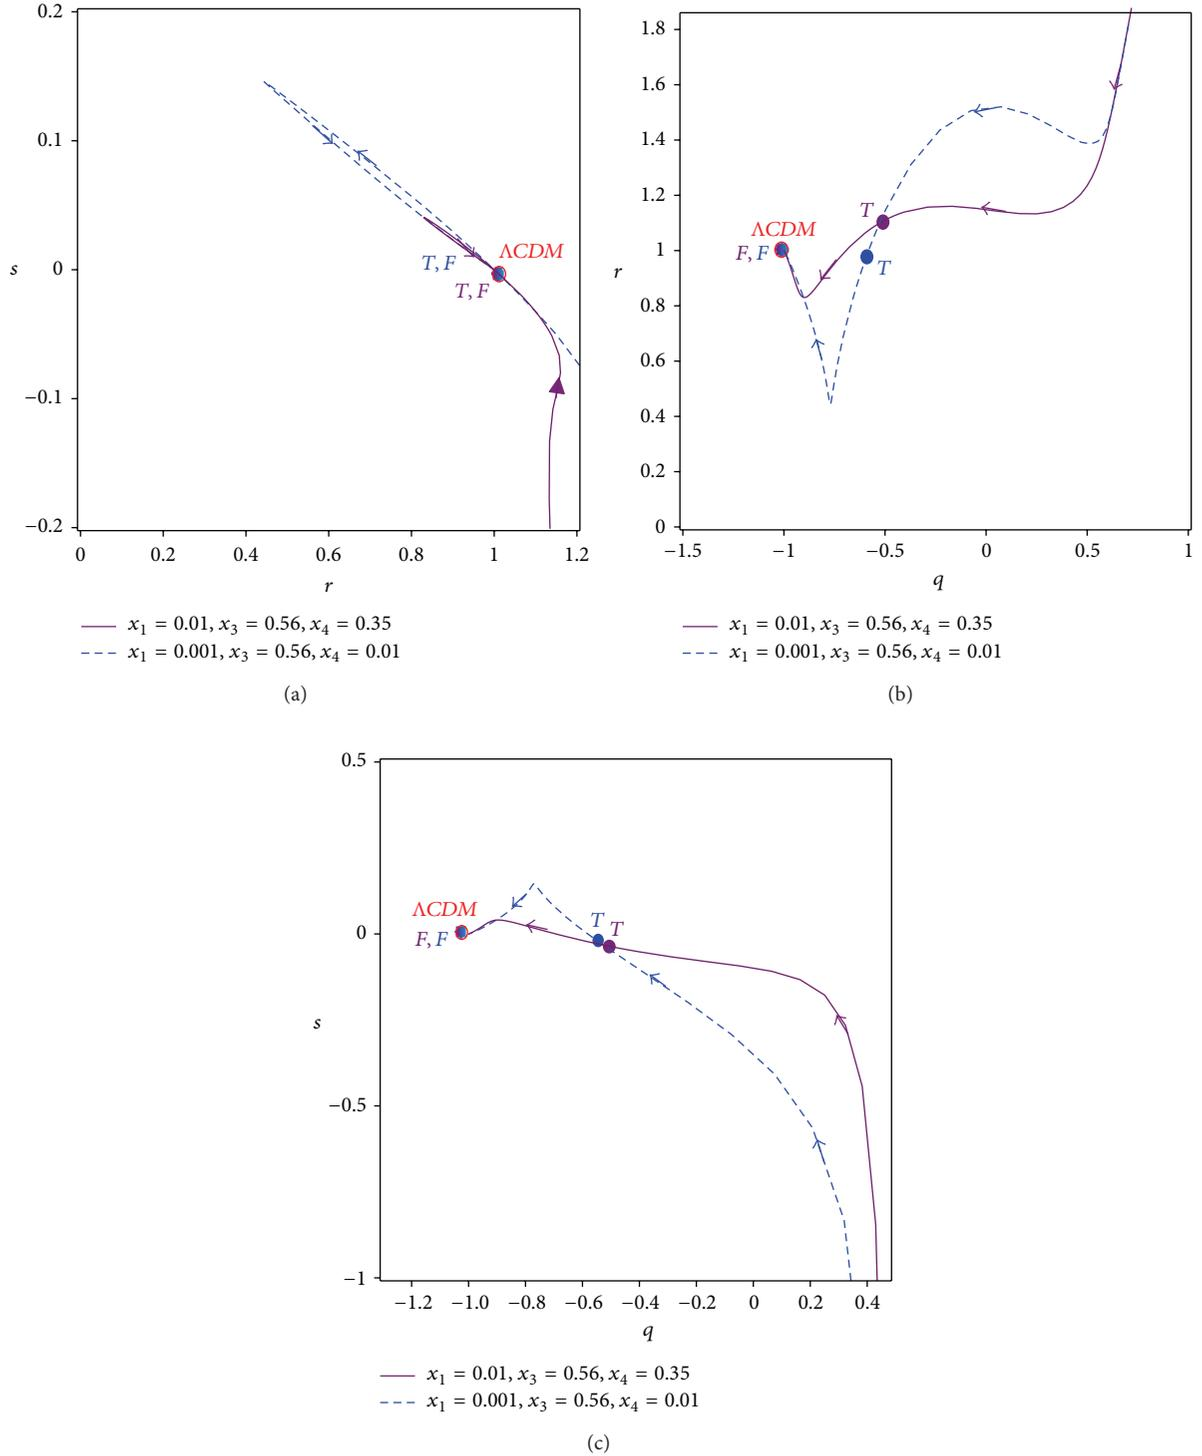 0.2
0.1
s
0
−0.1
−0.2
ΛCDM
T, F
T, F
0 0.2 0.4 0.6 0.8 1 1.2
r
x1 = 0.01, x3 = 0.56, x4 = 0.35
x1 = 0.001, x3 = 0.56, x4 = 0.01
(a)
1.8
1.6
1.4
1.2
1
r
0.8
0.6
0.4
0.2
0
T
ΛCDM
F, F
T
−1.5 −1 −0.5 0 0.5 1
q
x1 = 0.01, x3 = 0.56, x4 = 0.35
x1 = 0.001, x3 = 0.56, x4 = 0.01
(b)
0.5
0
s
−0.5
−1
ΛCDM
F, F
T T
−1.2 −1.0 −0.8 −0.6 −0.4 −0.2 0 0.2 0.4
q
x1 = 0.01, x3 = 0.56, x4 = 0.35
x1 = 0.001, x3 = 0.56, x4 = 0.01
(c)